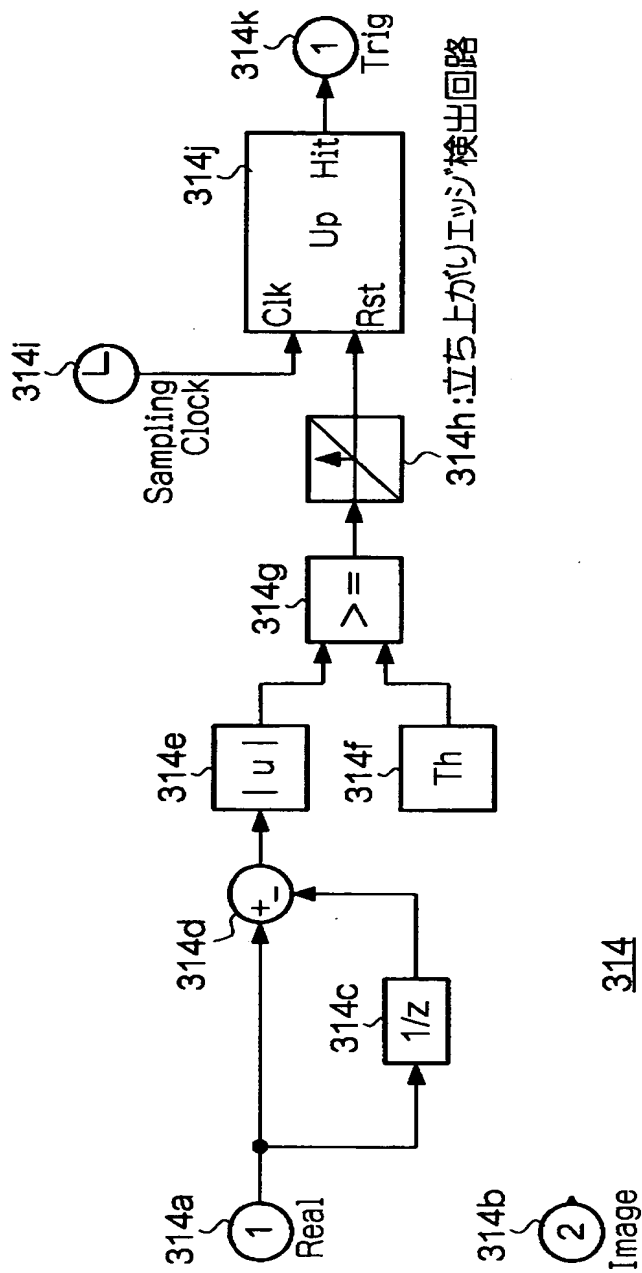 314a
1
Real
314b
2
Image
314c
1/z
314d
+
−
314e
|u|
314f
Th
314g
>=
314h:立ち上がりエッジ検出回路
314i
Sampling
Clock
314j
Clk
Up
Hit
Rst
314k
1
Trig
314